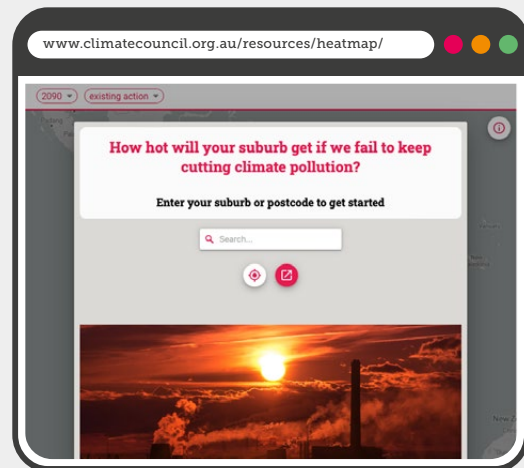 www.climatecouncil.org.au/resources/heatmap/
2090
existing action
How hot will your suburb get if we fail to keep
cutting climate pollution?
Enter your suburb or postcode to get started
Search...